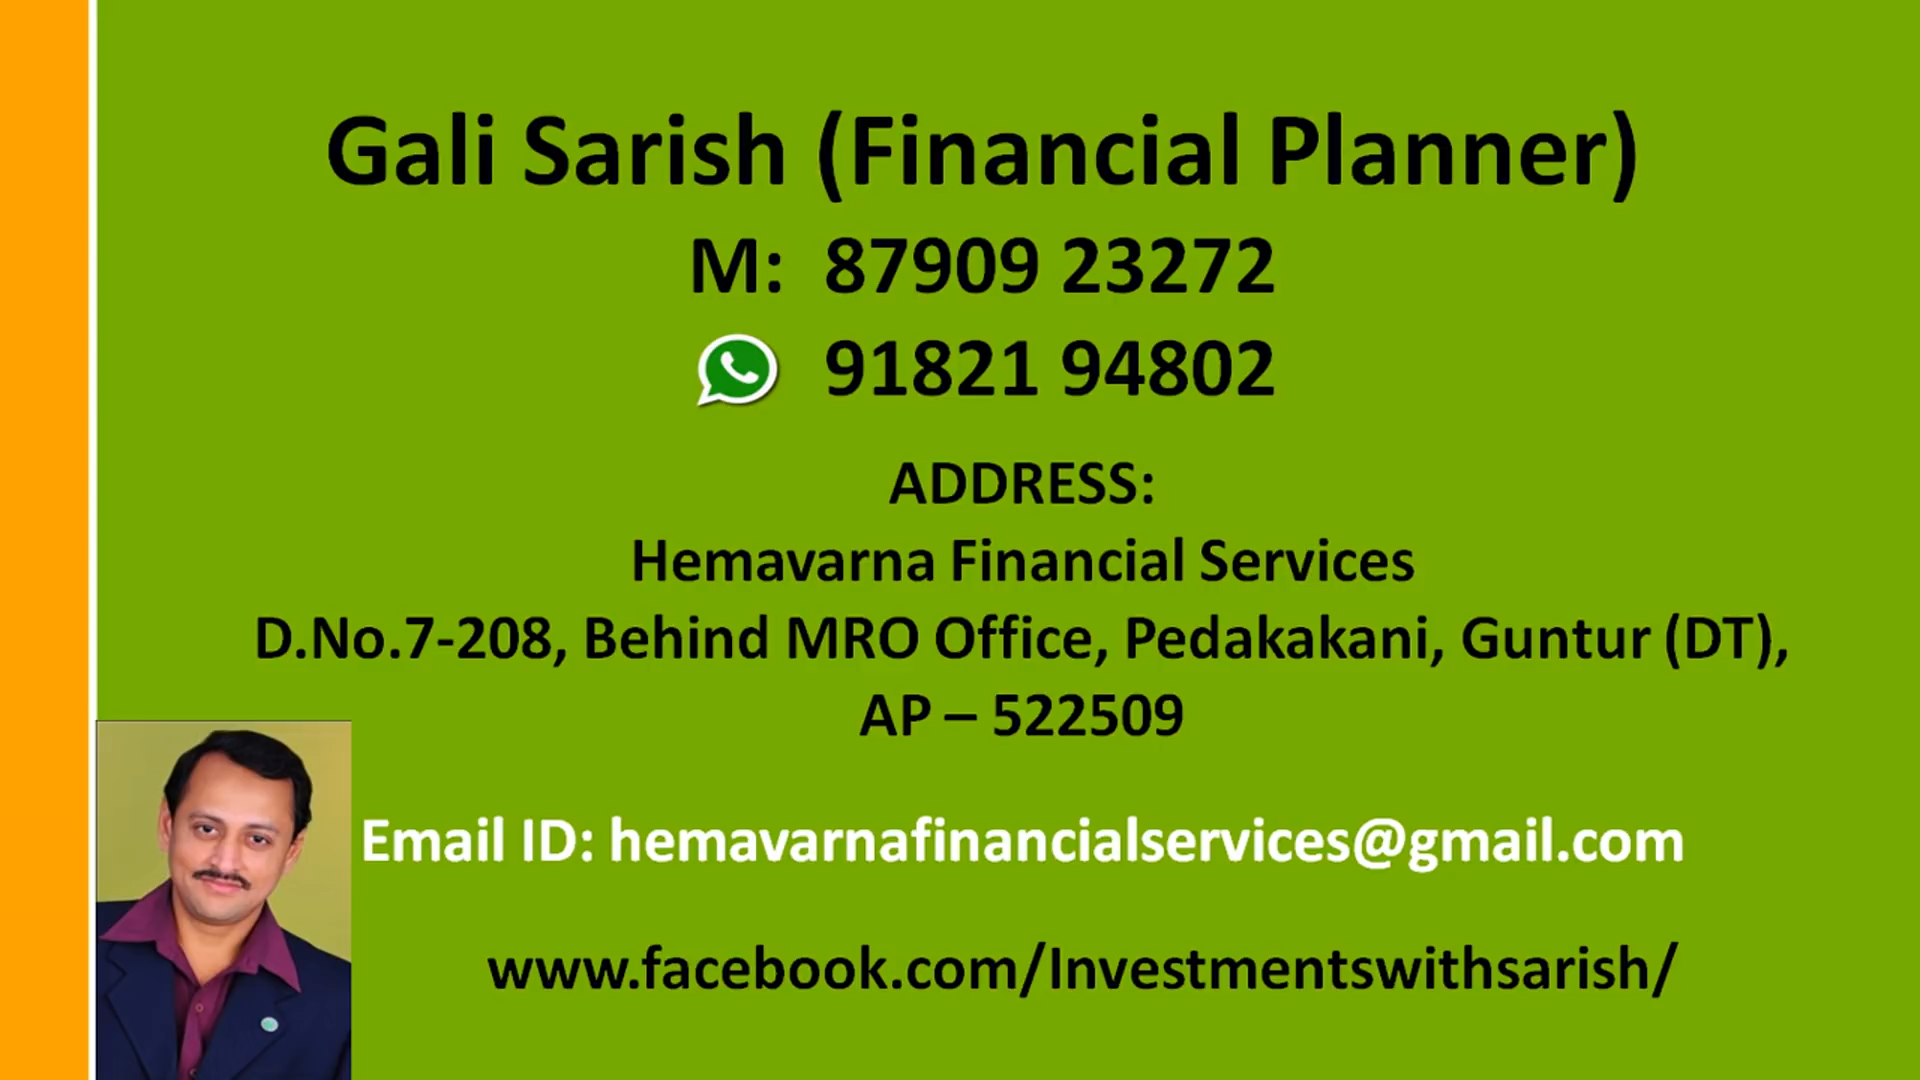 Gali Sarish (Financial Planner)
M: 87909 23272
91821 94802
ADDRESS:
Hemavarna Financial Services
D.No.7-208, Behind MRO Office, Pedakakani, Guntur (DT),
AP – 522509
Email ID: hemavarnafinancialservices@gmail.com
www.facebook.com/Investmentswithsarish/